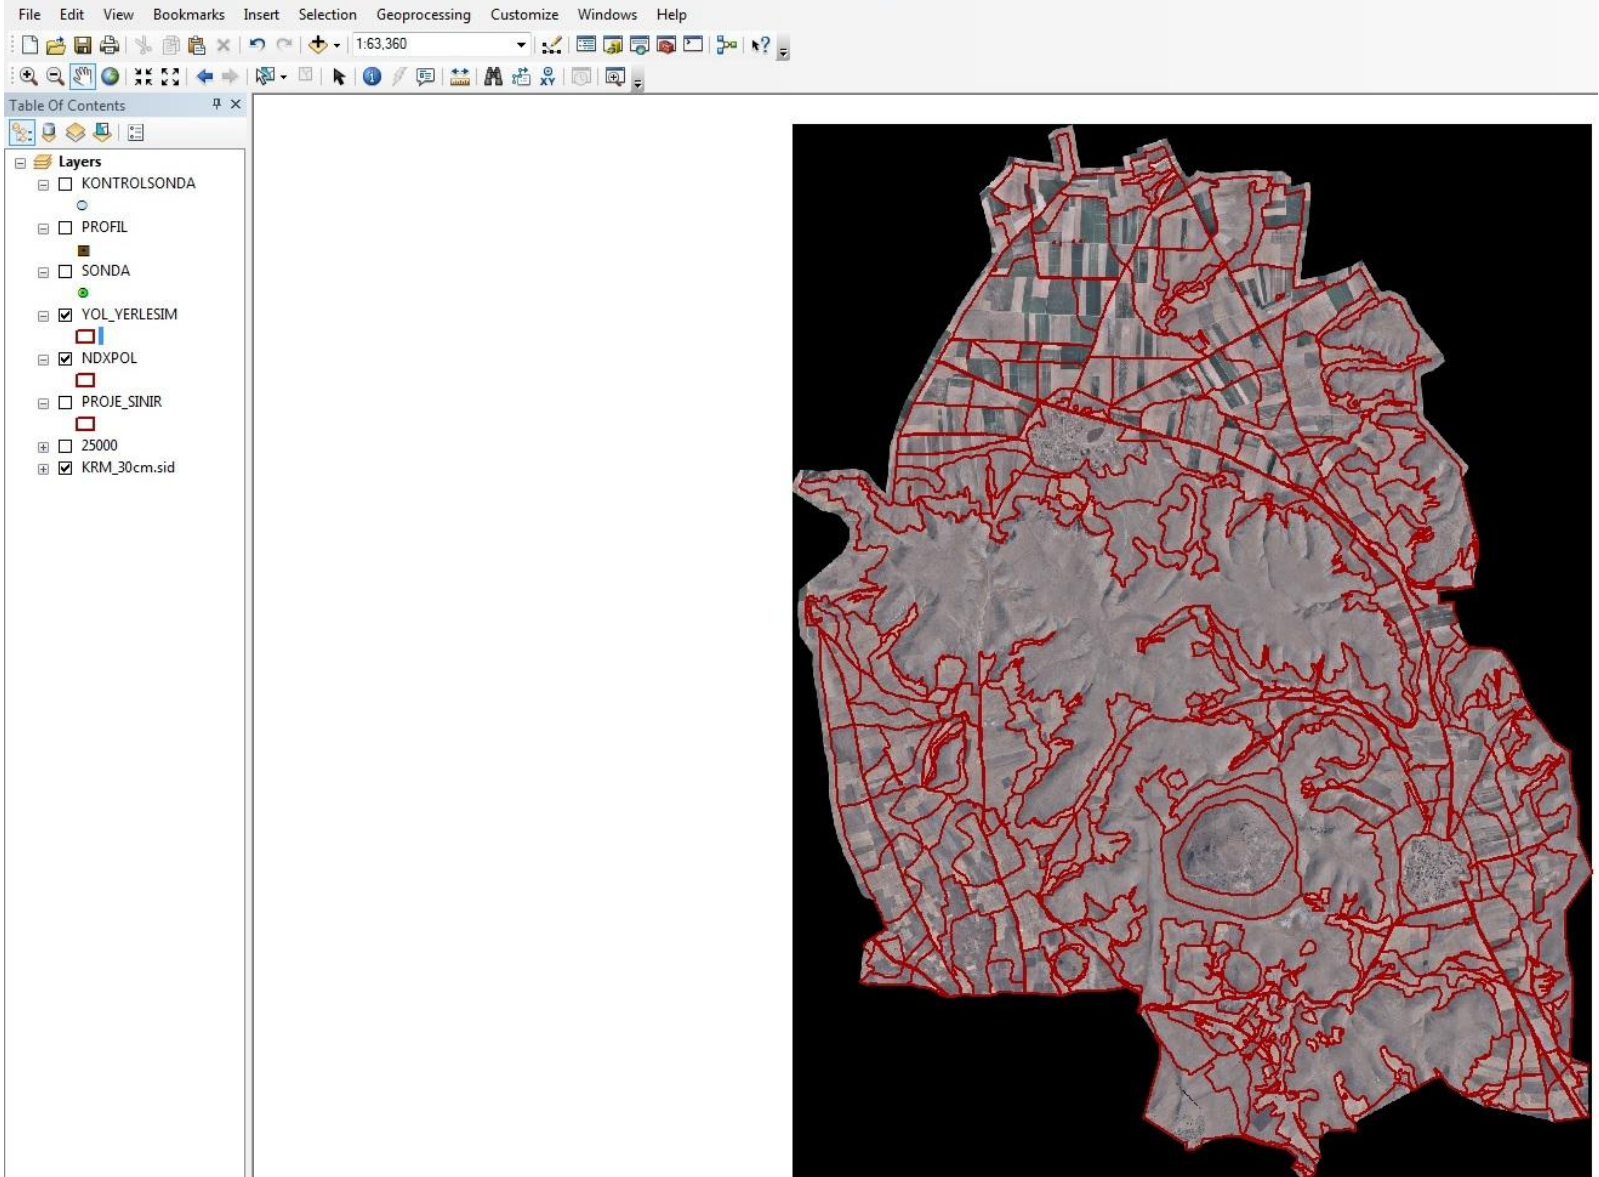 File Edit View Bookmarks Insert Selection Geoprocessing Customize Windows Help
1:63,360
XY
Table Of Contents
Layers
KONTROLSONDA
PROFIL
SONDA
YOL_YERLESIM
NDXPOL
PROJE_SINIR
25000
KRM_30cm.sid